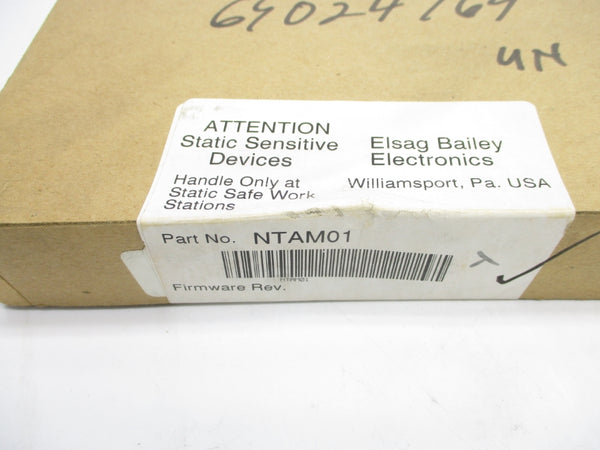 64024164
UN
ATTENTION
Static Sensitive
Devices
Handle Only at
Static Safe Work
Stations
Elsag Bailey
Electronics
Williamsport, Pa. USA
Part No. NTAM01
NTAM01
Firmware Rev.